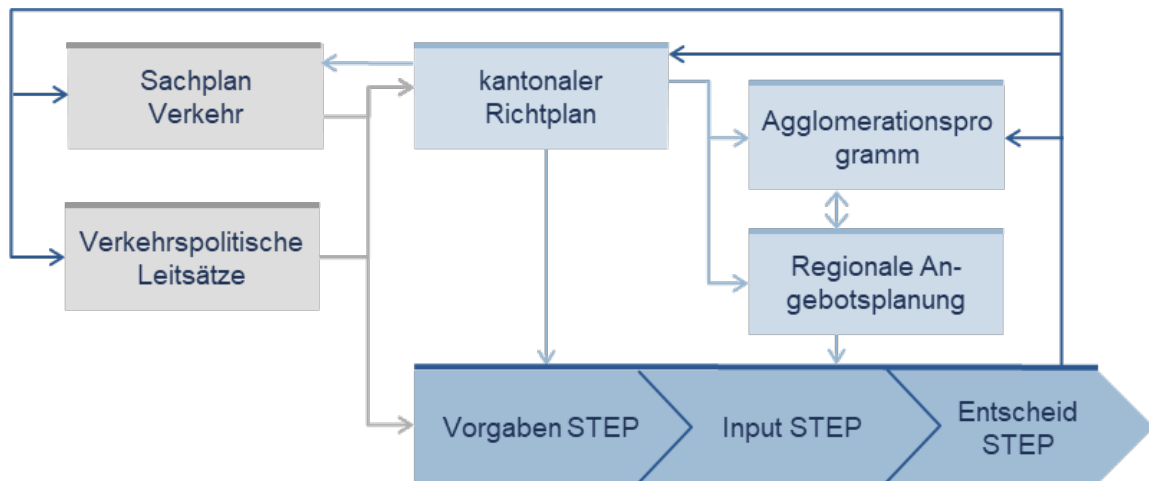 Sachplan
Verkehr
kantonaler
Richtplan
Agglomerationspro
gramm
Verkehrspolitische
Leitsätze
Regionale An-
gebotsplanung
Vorgaben STEP
Input STEP
Entscheid
STEP